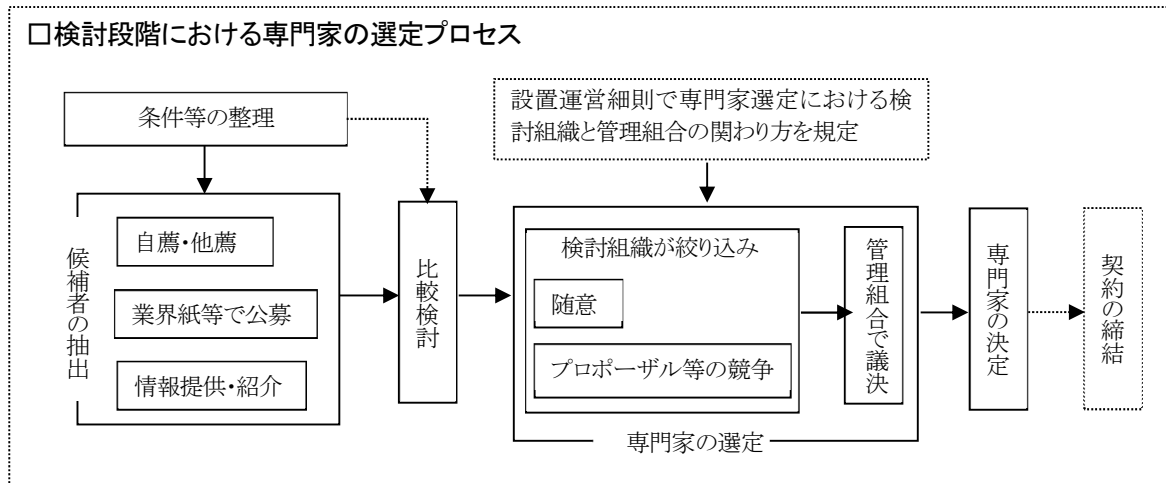 □検討段階における専門家の選定プロセス
条件等の整理
設置運営細則で専門家選定における検
討組織と管理組合の関わり方を規定
候補者の抽出
自薦・他薦
業界紙等で公募
情報提供・紹介
比較検討
検討組織が絞り込み
随意
プロポーザル等の競争
管理組合で議決
専門家の選定
専門家の決定
契約の締結